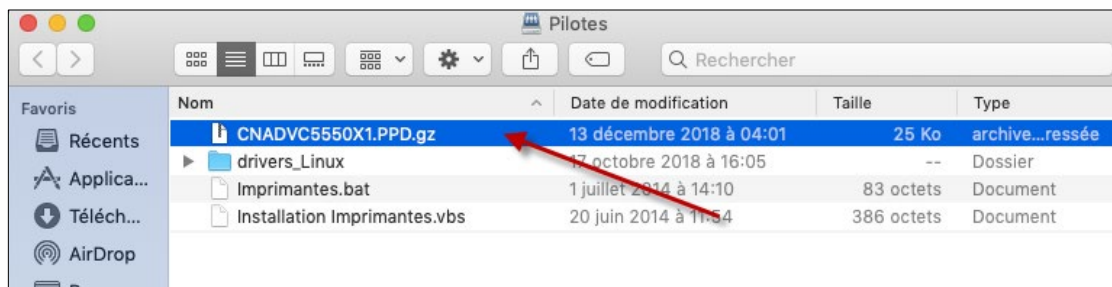 Pilotes
Rechercher
Favoris
Récents
Applica...
Téléch...
AirDrop
Nom Date de modification Taille Type
CNADVC5550X1.PPD.gz 13 décembre 2018 à 04:01 25 Ko archive...ressée
drivers_Linux 17 octobre 2018 à 16:05 -- Dossier
Imprimantes.bat 1 juillet 2014 à 14:10 83 octets Document
Installation Imprimantes.vbs 20 juin 2014 à 11:54 386 octets Document